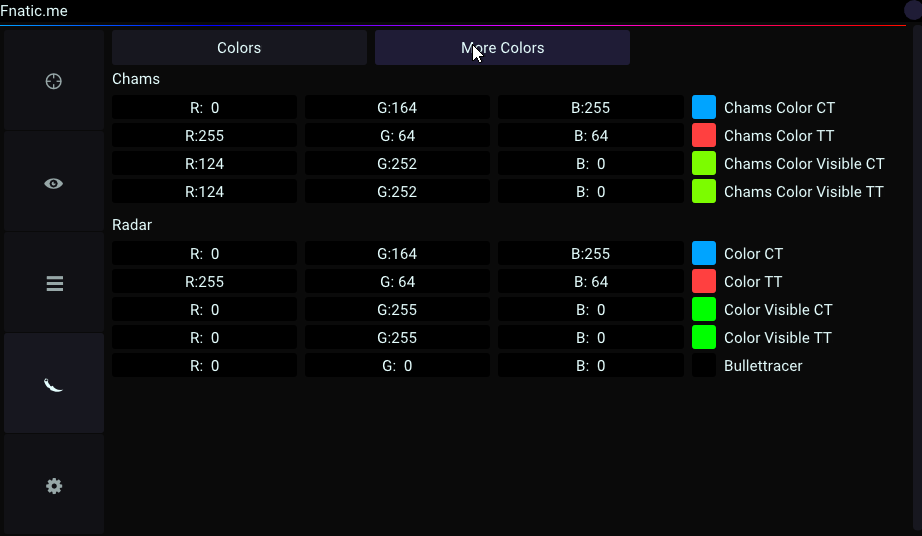 Fnatic.me
Colors More Colors
Chams
R: 0 G:164 B:255 Chams Color CT
R:255 G: 64 B: 64 Chams Color TT
R:124 G:252 B: 0 Chams Color Visible CT
R:124 G:252 B: 0 Chams Color Visible TT
Radar
R: 0 G:164 B:255 Color CT
R:255 G: 64 B: 64 Color TT
R: 0 G:255 B: 0 Color Visible CT
R: 0 G:255 B: 0 Color Visible TT
R: 0 G: 0 B: 0 Bullettracer